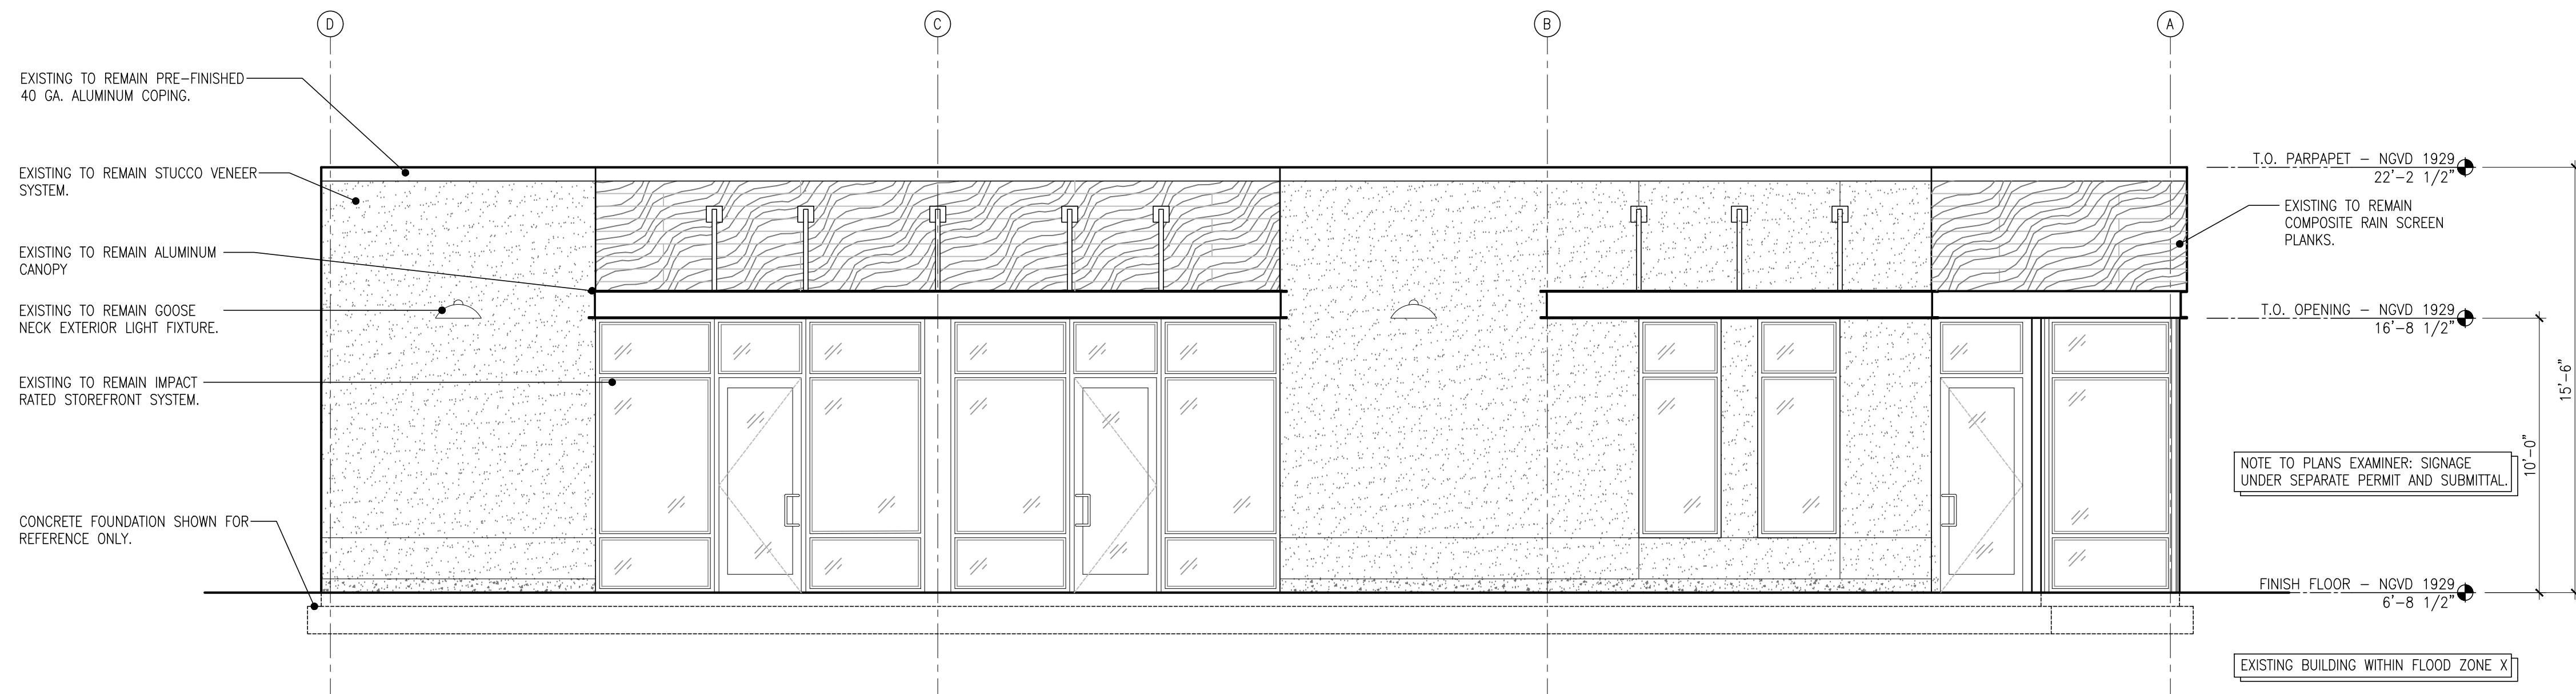 D
C
B
A
EXISTING TO REMAIN PRE-FINISHED
40 GA. ALUMINUM COPING.
EXISTING TO REMAIN STUCCO VENEER
SYSTEM.
EXISTING TO REMAIN ALUMINUM
CANOPY
EXISTING TO REMAIN GOOSE
NECK EXTERIOR LIGHT FIXTURE.
EXISTING TO REMAIN IMPACT
RATED STOREFRONT SYSTEM.
CONCRETE FOUNDATION SHOWN FOR
REFERENCE ONLY.
T.O. PARPAPET - NGVD 1929
22'-2 1/2"
EXISTING TO REMAIN
COMPOSITE RAIN SCREEN
PLANKS.
T.O. OPENING - NGVD 1929
16'-8 1/2"
15'-6"
10'-0"
NOTE TO PLANS EXAMINER: SIGNAGE
UNDER SEPARATE PERMIT AND SUBMITTAL.
FINISH FLOOR - NGVD 1929
6'-8 1/2"
EXISTING BUILDING WITHIN FLOOD ZONE X